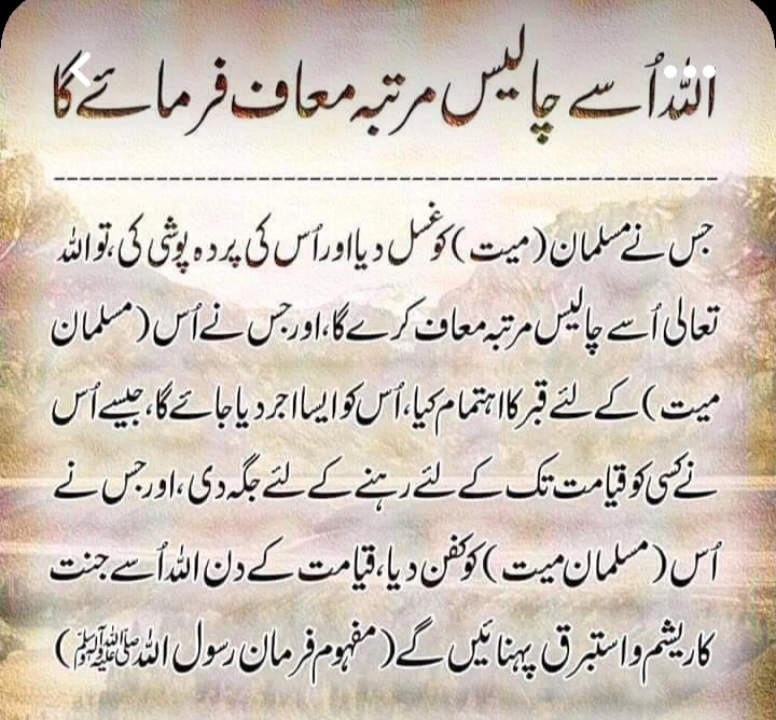 اللہ اُسے چالیس مرتبہ معاف فرمائے گا
جس نے مسلمان (میت) کو غسل دیا اور اُس کی پردہ پوشی کی، تو اللہ
تعالی اُسے چالیس مرتبہ معاف کرے گا، اور جس نے اُس (مسلمان
میت) کے لئے قبر کا اہتمام کیا، اُس کو ایسا اجر دیا جائے گا، جیسے اُس
نے کسی کو قیامت تک کے لئے رہنے کے لئے جگہ دی، اور جس نے
اُس (مسلمان میت) کو کفن دیا، قیامت کے دن اللہ اُسے جنت
کا ریشم و استبرق پہنائیں گے (مفہوم فرمان رسول اللہ ﷺ)